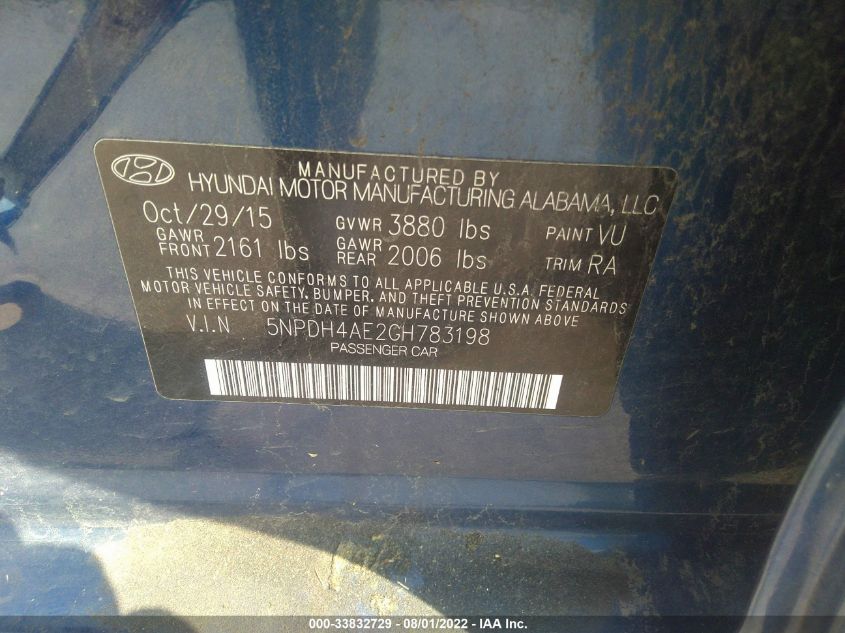 MANUFACTURED BY
HYUNDAI MOTOR MANUFACTURING ALABAMA, LLC
Oct/29/15 GVWR 3880 lbs PAINT VU
GAWR FRONT 2161 lbs GAWR REAR 2006 lbs TRIM RA
THIS VEHICLE CONFORMS TO ALL APPLICABLE U.S.A FEDERAL
MOTOR VEHICLE SAFETY, BUMPER, AND THEFT PREVENTION STANDARDS
IN EFFECT ON THE DATE OF MANUFACTURE SHOWN ABOVE
V.I.N 5NPDH4AE2GH783198
PASSENGER CAR
000-33832729 - 08/01/2022 - IAA Inc.